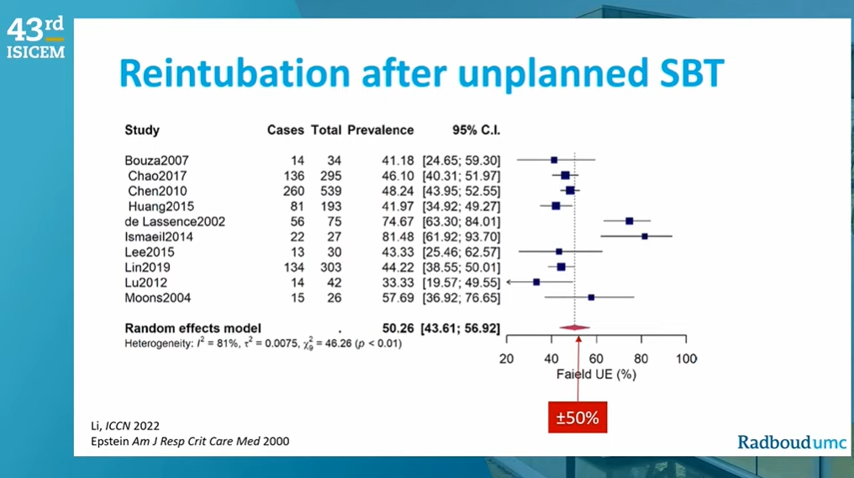 43rd
ISICEM
Reintubation after unplanned SBT
Study Cases Total Prevalence 95% C.I.
Bouza2007 14 34 41.18 [24.65; 59.30]
Chao2017 136 295 46.10 [40.31; 51.97]
Chen2010 260 539 48.24 [43.95; 52.55]
Huang2015 81 193 41.97 [34.92; 49.27]
de Lassence2002 56 75 74.67 [63.30; 84.01]
Ismaeil2014 22 27 81.48 [61.92; 93.70]
Lee2015 13 30 43.33 [25.46; 62.57]
Lin2019 134 303 44.22 [38.55; 50.01]
Lu2012 14 42 33.33 [19.57; 49.55]
Moons2004 15 26 57.69 [36.92; 76.65]
Random effects model . 50.26 [43.61; 56.92]
Heterogeneity: I² = 81%, τ² = 0.0075, χ²₉ = 46.26 (p < 0.01)
20 40 60 80 100
Faield UE (%)
±50%
Li, ICCN 2022
Epstein Am J Resp Crit Care Med 2000
Radboudumc